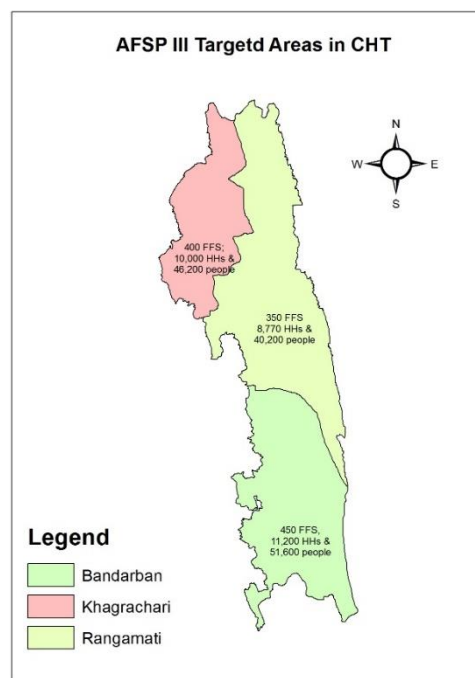 AFSP III Targetd Areas in CHT
N
W
E
S
400 FFS;
10,000 HHs &
46,200 people
350 FFS
8,770 HHs &
40,200 people
450 FFS,
11,200 HHs &
51,600 people
Legend
Bandarban
Khagrachari
Rangamati